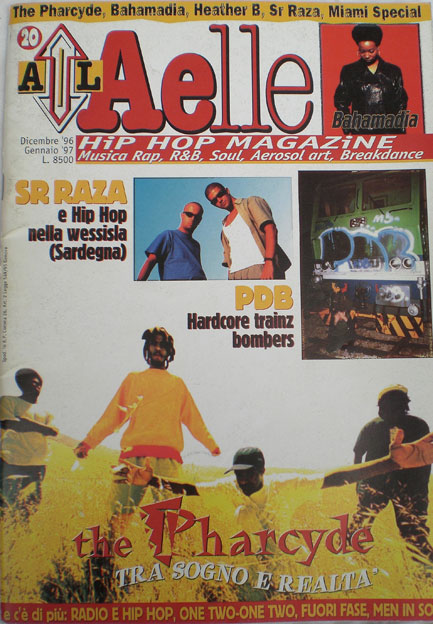 The Pharcyde, Bahamadia, Heather B, Sr Raza, Miami Special
20
AL
Aelle
Bahamadia
Dicembre '96
Gennaio '97
L. 8500
HiP HOP MAGAZiNE
Musica Rap, R&B, Soul, Aerosol art, Breakdance
SR RAZA
e Hip Hop
nella wessisla
(Sardegna)
PDB
Hardcore trainz
bombers
the Pharcyde
TRA SOGNO E REALTA'
e c'è di più: RADIO E HIP HOP, ONE TWO-ONE TWO, FUORI FASE, MEN IN SO